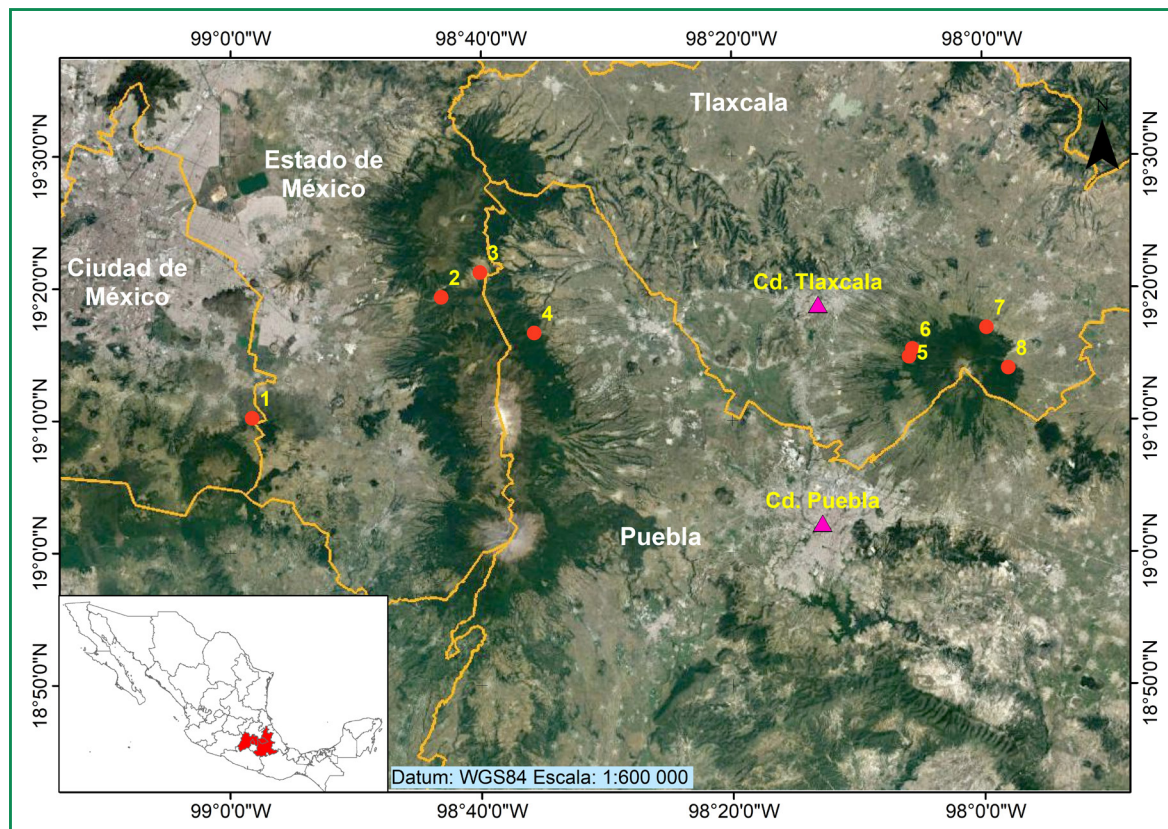 99°0'0"W
98°40'0"W
98°20'0"W
98°0'0"W
Tlaxcala
N
Estado de
México
19°30'0"N
19°30'0"N
Ciudad de
México
3
2
4
Cd. Tlaxcala
7
6
5
8
19°20'0"N
19°20'0"N
1
19°10'0"N
19°10'0"N
Cd. Puebla
Puebla
19°0'0"N
19°0'0"N
18°50'0"N
18°50'0"N
Datum: WGS84 Escala: 1:600 000
99°0'0"W
98°40'0"W
98°20'0"W
98°0'0"W